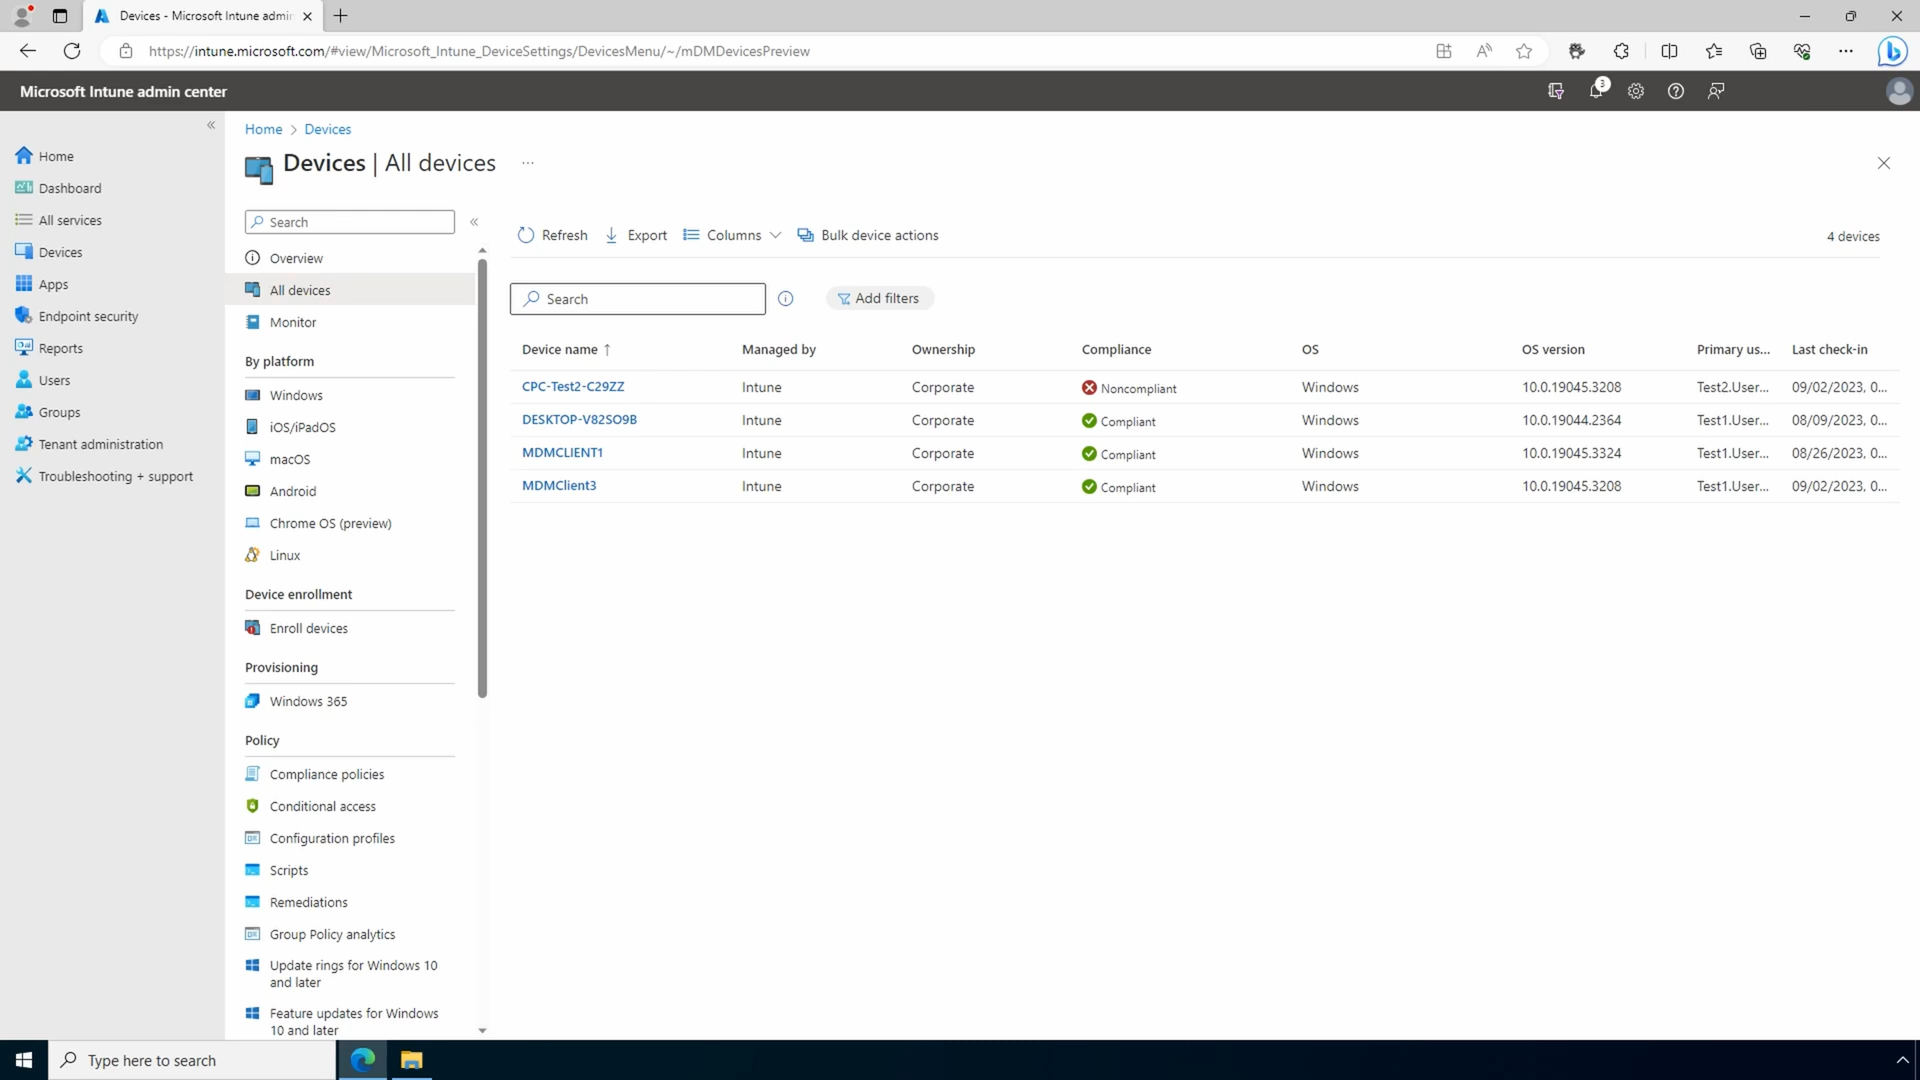 Devices - Microsoft Intune admin
https://intune.microsoft.com/#view/Microsoft_Intune_DeviceSettings/DevicesMenu/~/mDMDevicesPreview
Microsoft Intune admin center
3
Home
Dashboard
All services
Devices
Apps
Endpoint security
Reports
Users
Groups
Tenant administration
Troubleshooting + support
Home > Devices
Devices | All devices
Search
Overview
All devices
Monitor
By platform
Windows
iOS/iPadOS
macOS
Android
Chrome OS (preview)
Linux
Device enrollment
Enroll devices
Provisioning
Windows 365
Policy
Compliance policies
Conditional access
Configuration profiles
Scripts
Remediations
Group Policy analytics
Update rings for Windows 10
and later
Feature updates for Windows
10 and later
Refresh Export Columns Bulk device actions 4 devices
Search Add filters
Device name ↑ Managed by Ownership Compliance OS OS version Primary us... Last check-in
CPC-Test2-C29ZZ Intune Corporate Noncompliant Windows 10.0.19045.3208 Test2.User... 09/02/2023, 0...
DESKTOP-V82SO9B Intune Corporate Compliant Windows 10.0.19044.2364 Test1.User... 08/09/2023, 0...
MDMCLIENT1 Intune Corporate Compliant Windows 10.0.19045.3324 Test1.User... 08/26/2023, 0...
MDMClient3 Intune Corporate Compliant Windows 10.0.19045.3208 Test1.User... 09/02/2023, 0...
Type here to search